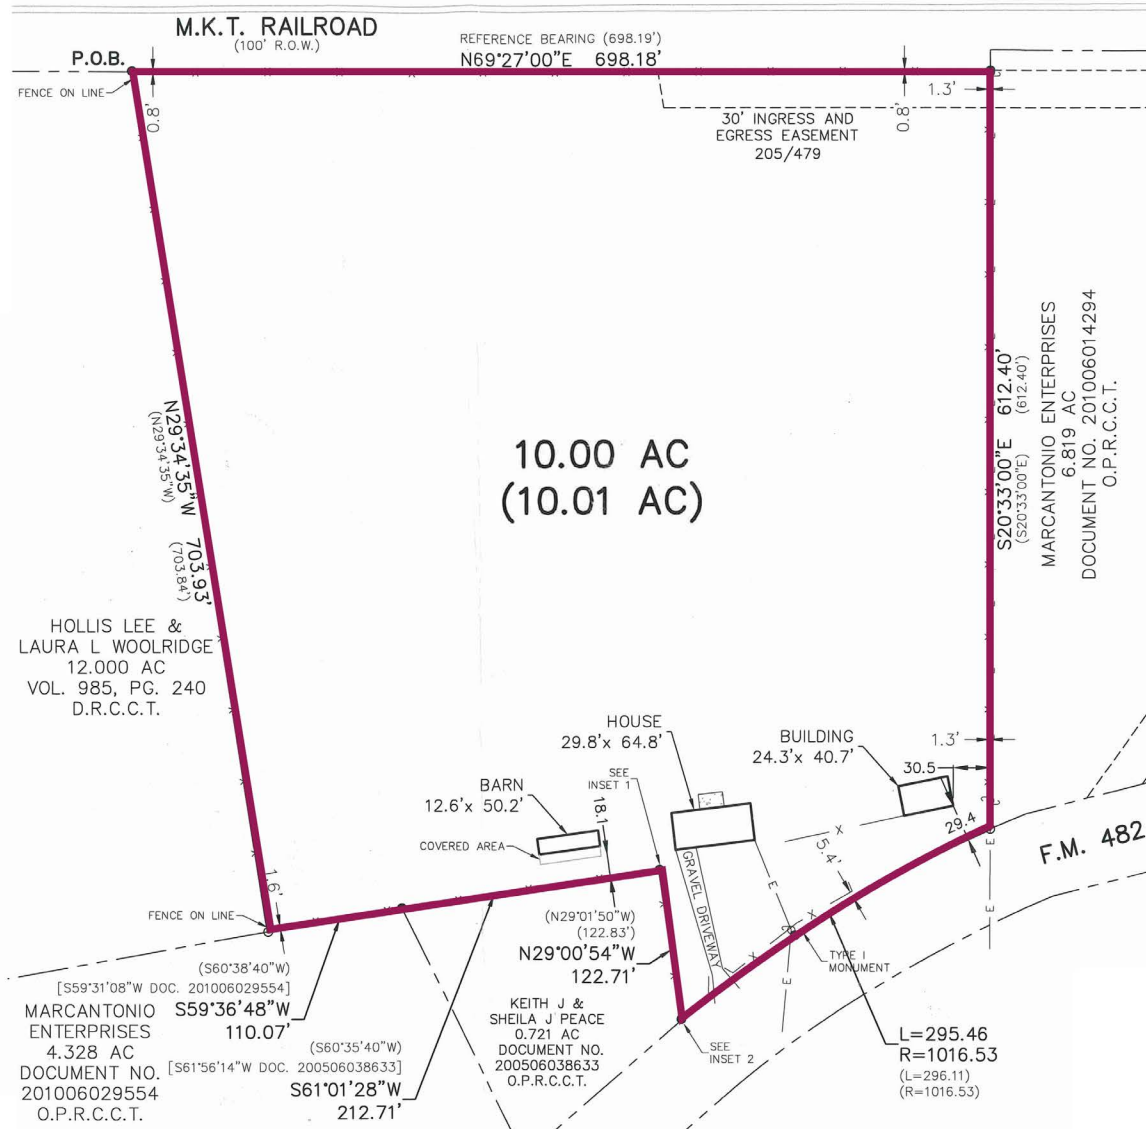 M.K.T. RAILROAD
(100' R.O.W.)
P.O.B.
REFERENCE BEARING (698.19')
N69°27'00"E 698.18'
FENCE ON LINE
0.8'
0.8'
1.3'
30' INGRESS AND
EGRESS EASEMENT
205/479
10.00 AC
(10.01 AC)
N29°34'35"W 703.93'
(N29°34'35"W) (703.84')
S20°33'00"E 612.40'
(S20°33'00"E) (612.40')
MARCANTONIO ENTERPRISES
6.819 AC
DOCUMENT NO. 201006014294
O.P.R.C.C.T.
HOLLIS LEE &
LAURA L WOOLRIDGE
12.000 AC
VOL. 985, PG. 240
D.R.C.C.T.
HOUSE
29.8'x 64.8'
BUILDING
24.3'x 40.7'
1.3'
30.5
29.4
BARN
12.6'x 50.2'
COVERED AREA
SEE
INSET 1
18.1
5.4'
F.M. 482
1.6'
FENCE ON LINE
GRAVEL DRIVEWAY
TYPE I
MONUMENT
(N29°01'50"W)
(122.83')
N29°00'54"W
122.71'
(S60°38'40"W)
[S59°31'08"W DOC. 201006029554]
S59°36'48"W
110.07'
MARCANTONIO
ENTERPRISES
4.328 AC
DOCUMENT NO.
201006029554
O.P.R.C.C.T.
(S60°35'40"W)
[S61°56'14"W DOC. 200506038633]
S61°01'28"W
212.71'
KEITH J &
SHEILA J PEACE
0.721 AC
DOCUMENT NO.
200506038633
O.P.R.C.C.T.
SEE
INSET 2
L=295.46
R=1016.53
(L=296.11)
(R=1016.53)